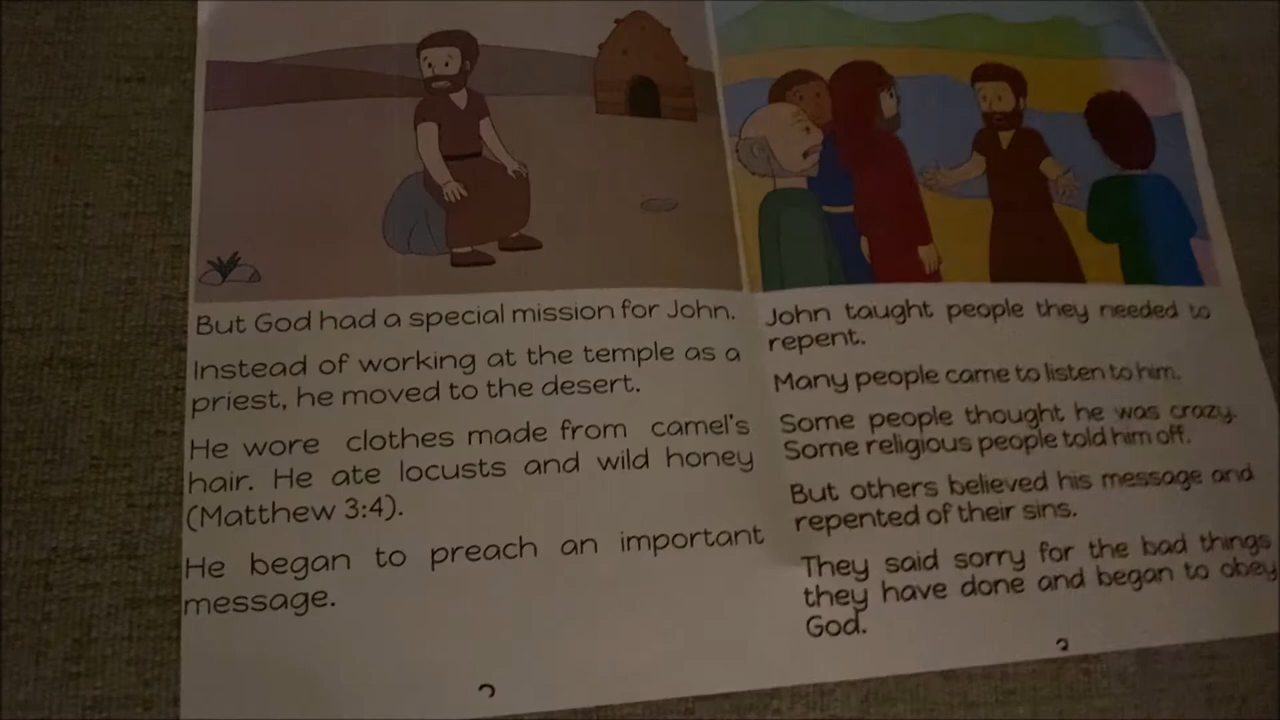 But God had a special mission for John.
Instead of working at the temple as a
priest, he moved to the desert.
He wore clothes made from camel's
hair. He ate locusts and wild honey
(Matthew 3:4).
He began to preach an important
message.
John taught people they needed to
repent.
Many people came to listen to him.
Some people thought he was crazy.
Some religious people told him off.
But others believed his message and
repented of their sins.
They said sorry for the bad things
they have done and began to obey
God.